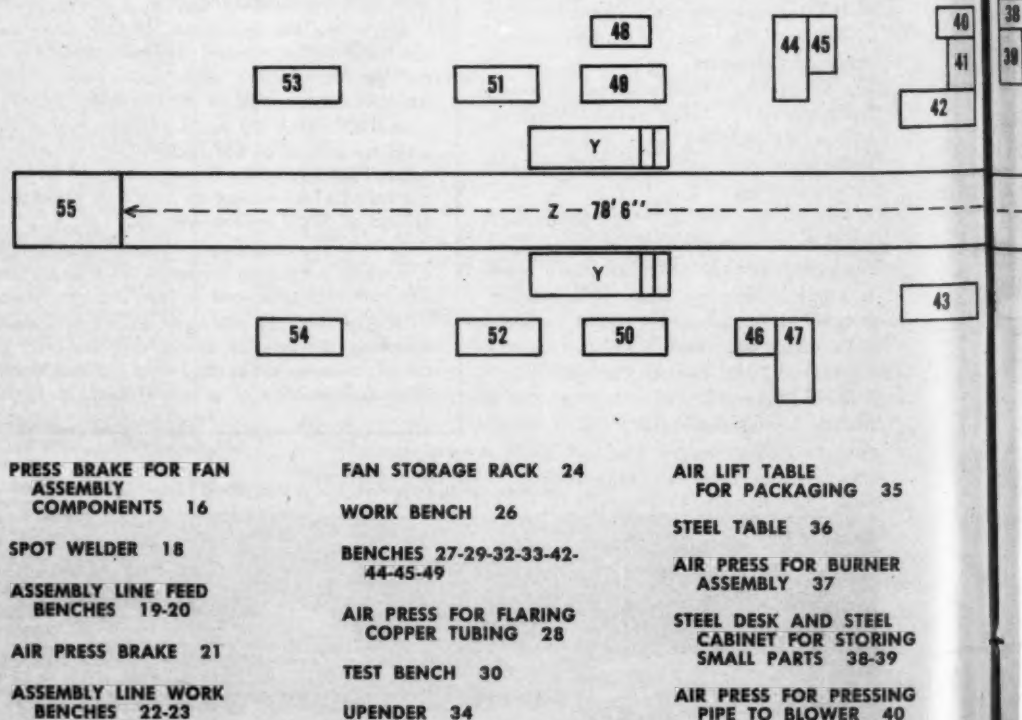 48
44 45
40
38
53
51
49
41
39
42
Y
55
Z - 78' 6''
Y
43
54
52
50
46 47
PRESS BRAKE FOR FAN
ASSEMBLY
COMPONENTS 16
SPOT WELDER 18
ASSEMBLY LINE FEED
BENCHES 19-20
AIR PRESS BRAKE 21
ASSEMBLY LINE WORK
BENCHES 22-23
FAN STORAGE RACK 24
WORK BENCH 26
BENCHES 27-29-32-33-42-
44-45-49
AIR PRESS FOR FLARING
COPPER TUBING 28
TEST BENCH 30
UPENDER 34
AIR LIFT TABLE
FOR PACKAGING 35
STEEL TABLE 36
AIR PRESS FOR BURNER
ASSEMBLY 37
STEEL DESK AND STEEL
CABINET FOR STORING
SMALL PARTS 38-39
AIR PRESS FOR PRESSING
PIPE TO BLOWER 40